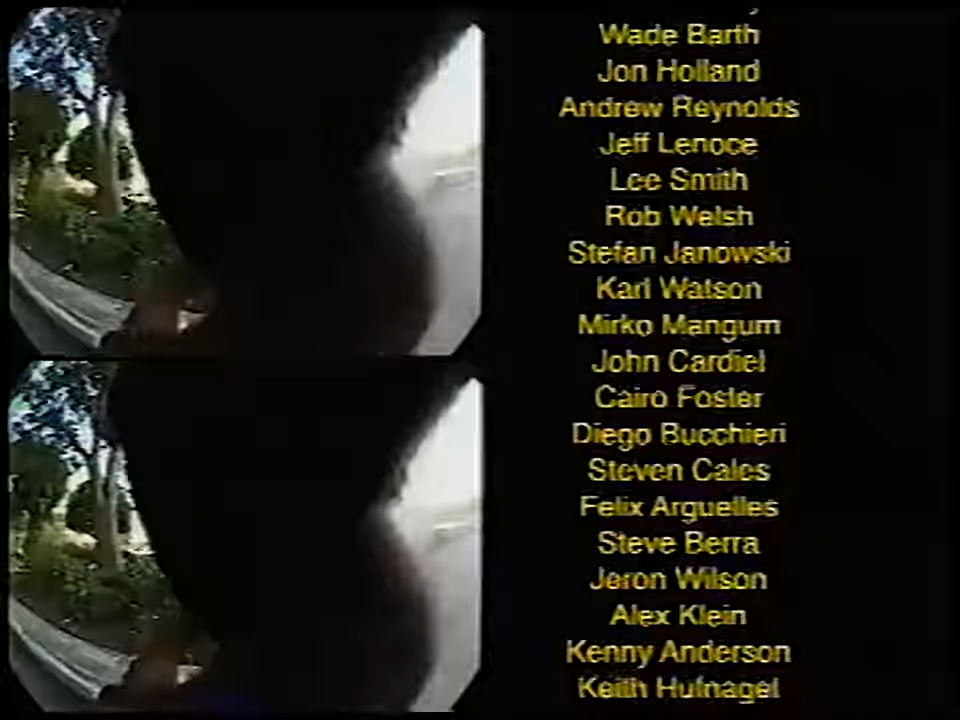 Wade Barth
Jon Holland
Andrew Reynolds
Jeff Lenoce
Lee Smith
Rob Welsh
Stefan Janowski
Karl Watson
Mirko Mangum
John Cardiel
Cairo Foster
Diego Bucchieri
Steven Cales
Felix Arguelles
Steve Berra
Jeron Wilson
Alex Klein
Kenny Anderson
Keith Hufnagel